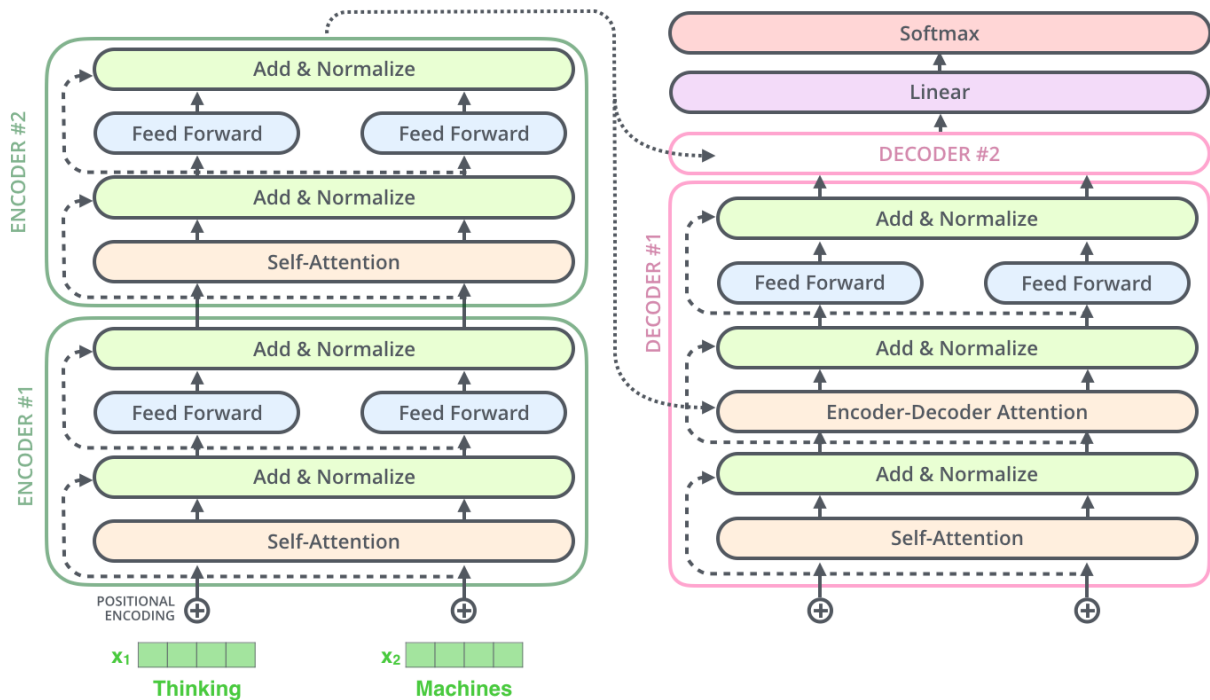 ENCODER #2
Add & Normalize
Feed Forward
Feed Forward
Add & Normalize
Self-Attention
ENCODER #1
Add & Normalize
Feed Forward
Feed Forward
Add & Normalize
Self-Attention
POSITIONAL
ENCODING
x1
x2
Thinking
Machines
Softmax
Linear
DECODER #2
DECODER #1
Add & Normalize
Feed Forward
Feed Forward
Add & Normalize
Encoder-Decoder Attention
Add & Normalize
Self-Attention